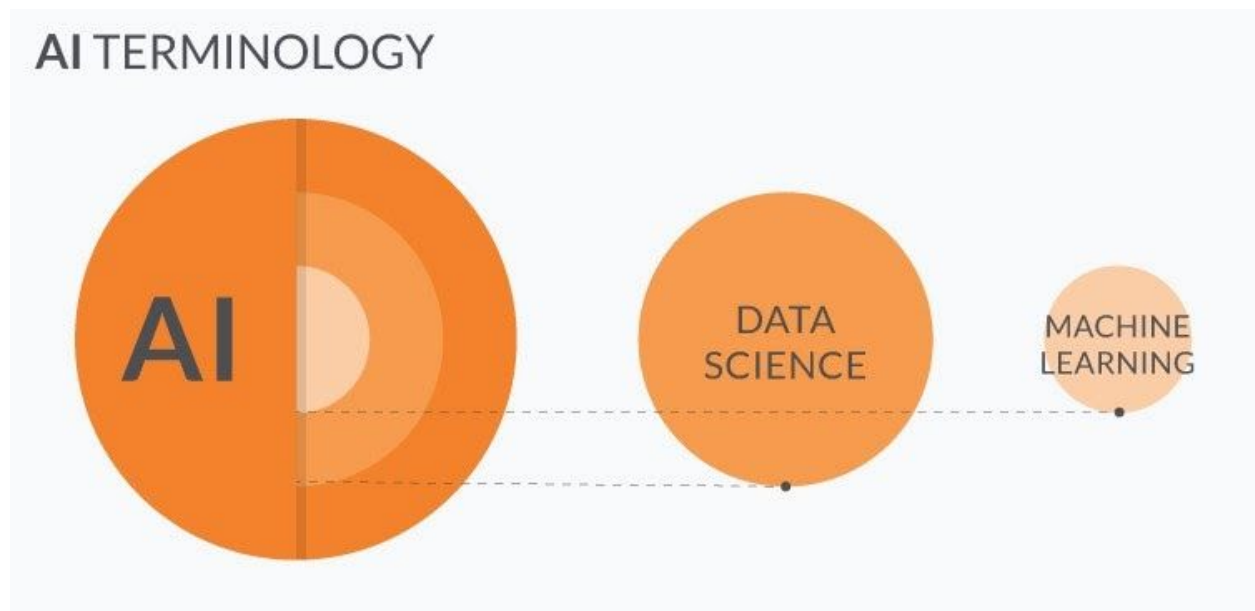 AI TERMINOLOGY
AI
DATA
SCIENCE
MACHINE
LEARNING